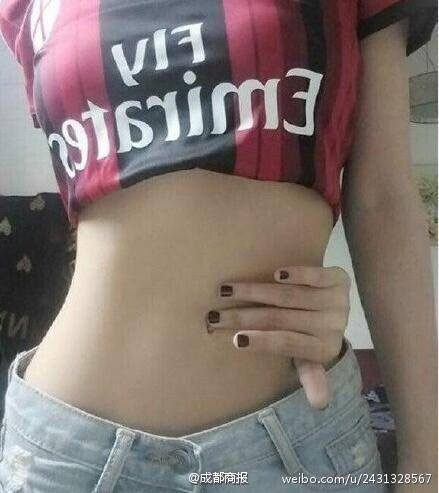 Fly
Emirates
成都商报
weibo.com/u/2431328567